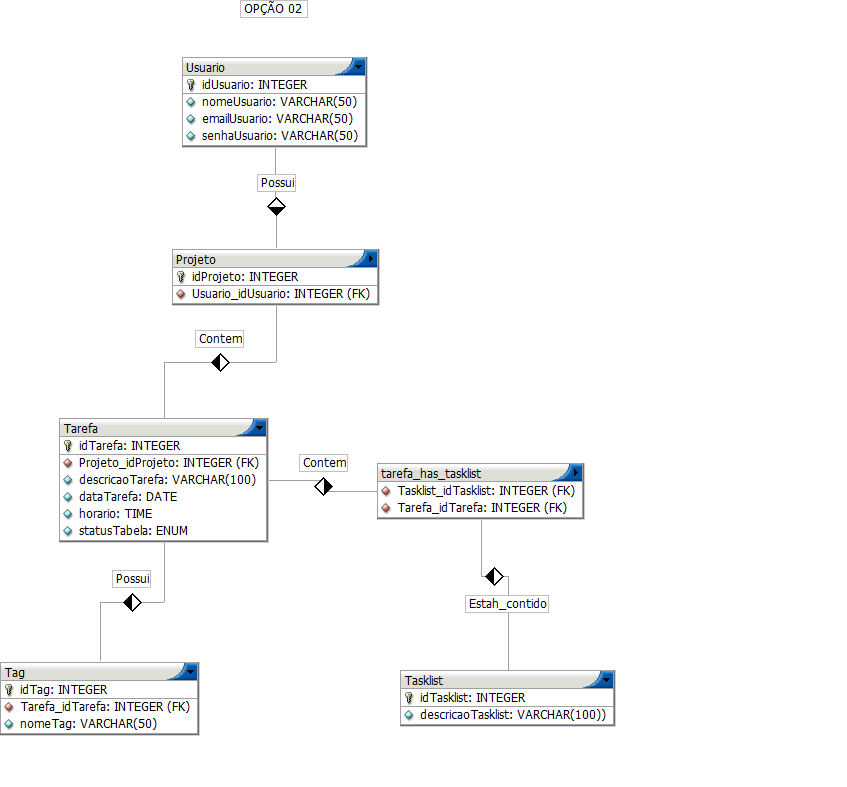 OPÇÃO 02
Usuario
idUsuario: INTEGER
nomeUsuario: VARCHAR(50)
emailUsuario: VARCHAR(50)
senhaUsuario: VARCHAR(50)
Possui
Projeto
idProjeto: INTEGER
Usuario_idUsuario: INTEGER (FK)
Contem
Tarefa
idTarefa: INTEGER
Projeto_idProjeto: INTEGER (FK)
descricaoTarefa: VARCHAR(100)
dataTarefa: DATE
horario: TIME
statusTabela: ENUM
Contem
tarefa_has_tasklist
Tasklist_idTasklist: INTEGER (FK)
Tarefa_idTarefa: INTEGER (FK)
Possui
Estah_contido
Tag
idTag: INTEGER
Tarefa_idTarefa: INTEGER (FK)
nomeTag: VARCHAR(50)
Tasklist
idTasklist: INTEGER
descricaoTasklist: VARCHAR(100))